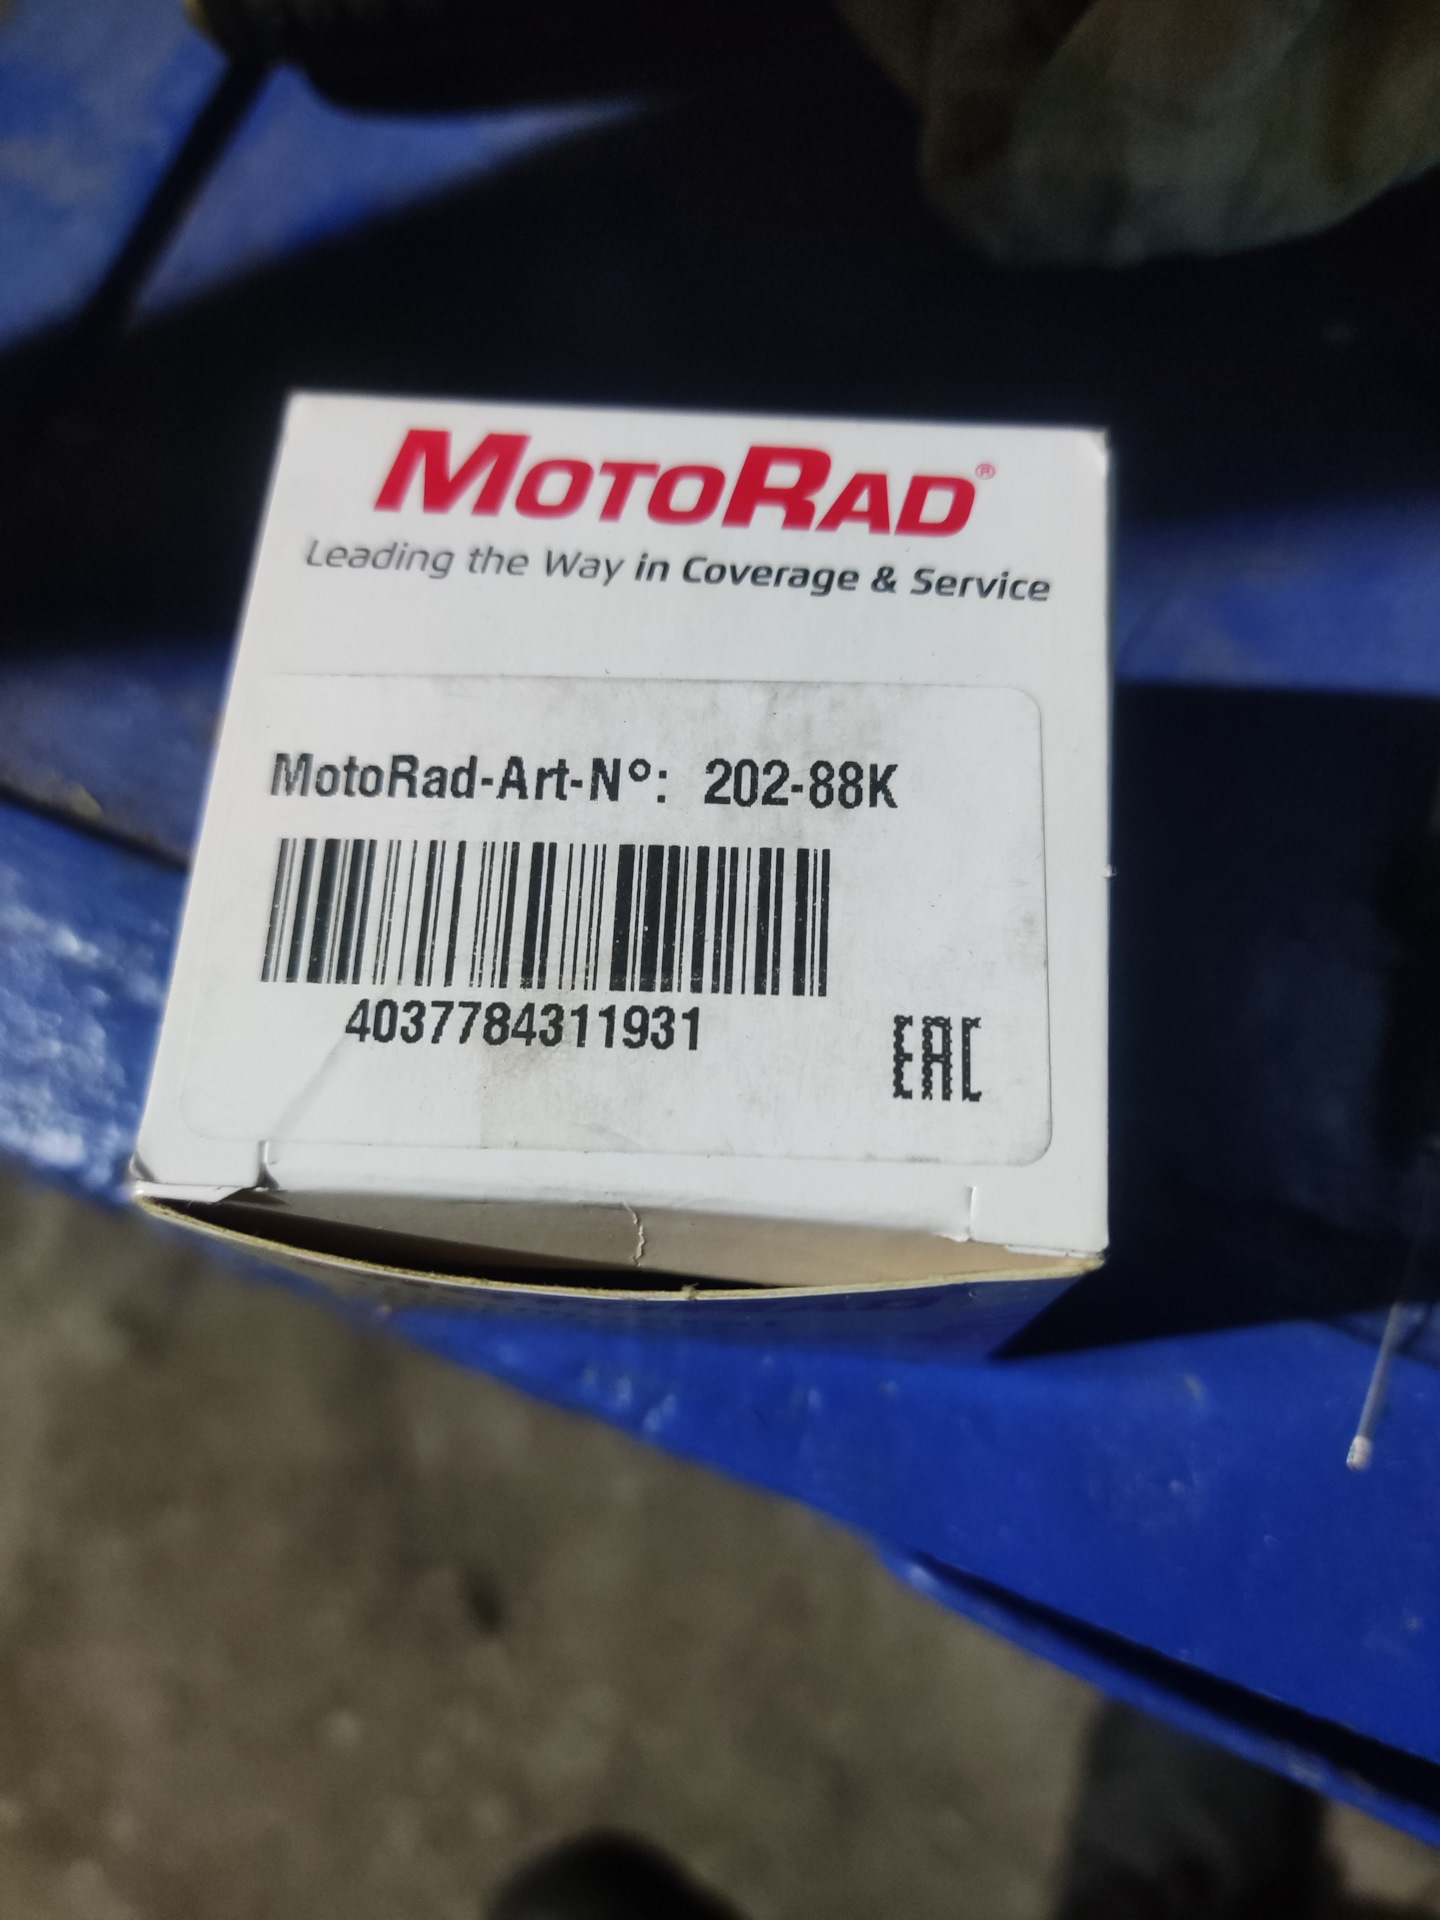 MOTORAD®
Leading the Way in Coverage & Service
MotoRad-Art-N°: 202-88K
4037784311931
EAC